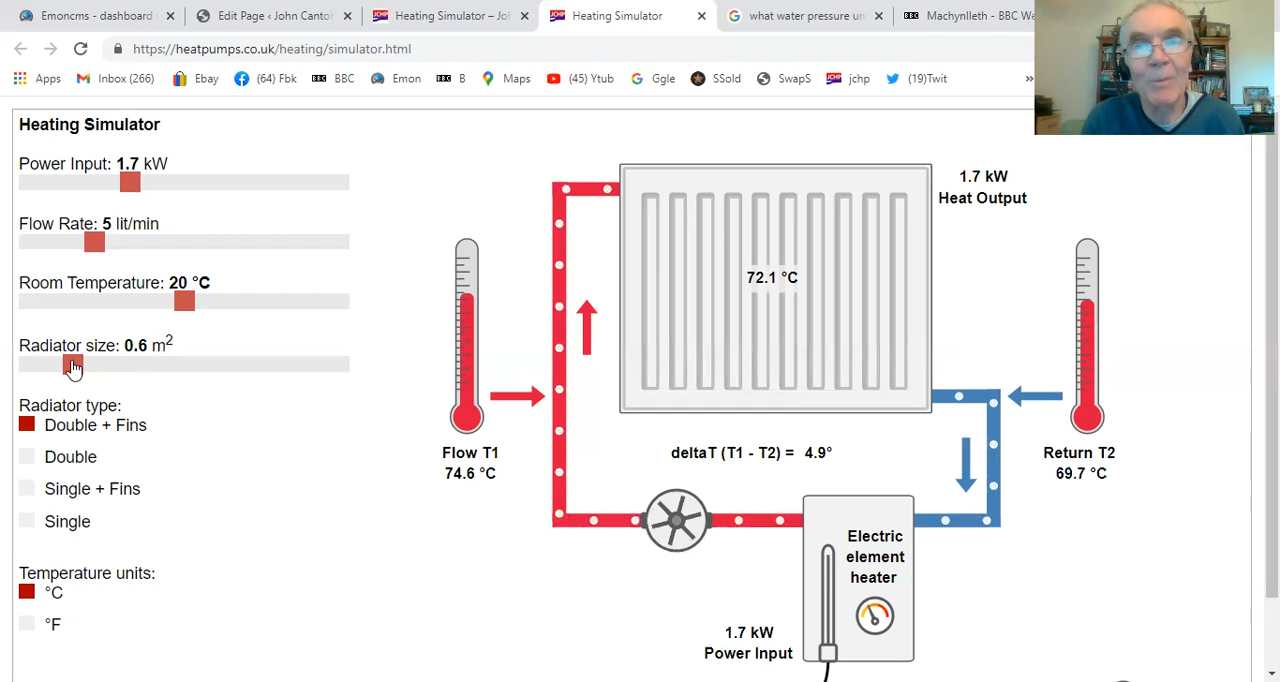 Emoncms - dashboard
Edit Page ‹ John Canto
Heating Simulator – Jo
Heating Simulator
what water pressure u
Machynlleth - BBC We
https://heatpumps.co.uk/heating/simulator.html
Apps
Inbox (266)
Ebay
(64) Fbk
BBC
Emon
Maps
(45) Ytub
Ggle
SSold
SwapS
jchp
(19)Twit
»
Heating Simulator
Power Input: 1.7 kW
Flow Rate: 5 lit/min
Room Temperature: 20 °C
Radiator size: 0.6 m²
Radiator type:
Double + Fins
Double
Single + Fins
Single
Temperature units:
°C
°F
1.7 kW
Heat Output
72.1 °C
Flow T1
74.6 °C
deltaT (T1 - T2) = 4.9°
Return T2
69.7 °C
Electric
element
heater
1.7 kW
Power Input